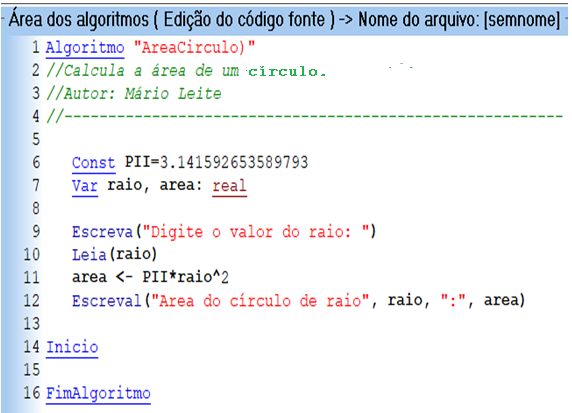 Área dos algoritmos ( Edição do código fonte ) -> Nome do arquivo: [semnome]
1 Algoritmo "AreaCirculo)"
2 //Calcula a área de um circulo.
3 //Autor: Mário Leite
4 //---------------------------------------------------------
5
6 Const PII=3.141592653589793
7 Var raio, area: real
8
9 Escreva("Digite o valor do raio: ")
10 Leia(raio)
11 area <- PII*raio^2
12 Escreval("Area do círculo de raio", raio, ":", area)
13
14 Inicio
15
16 FimAlgoritmo